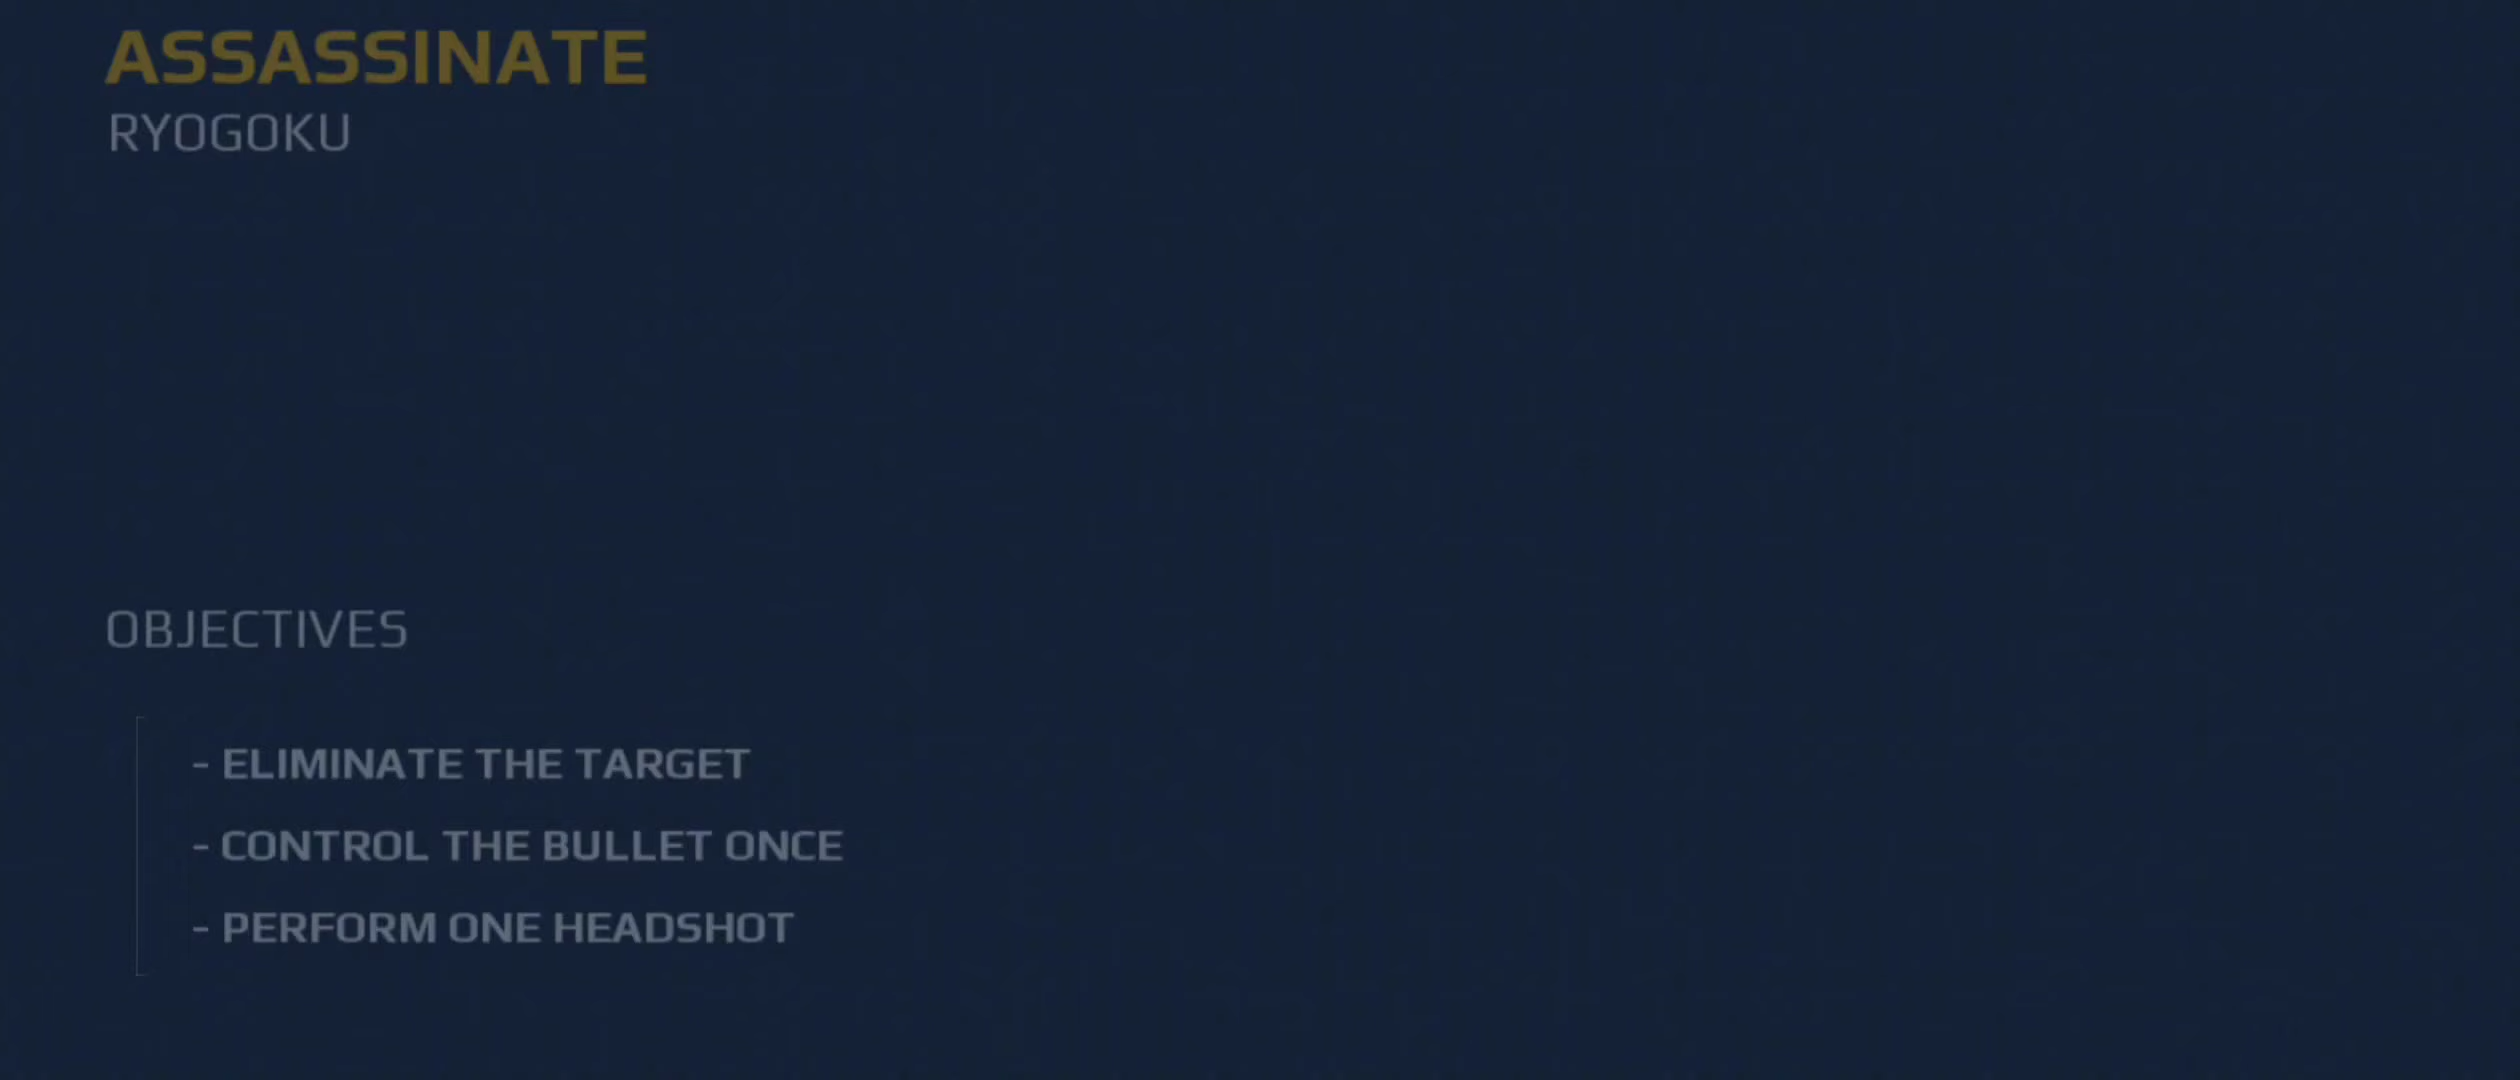 ASSASSINATE
RYOGOKU
OBJECTIVES
- ELIMINATE THE TARGET
- CONTROL THE BULLET ONCE
- PERFORM ONE HEADSHOT